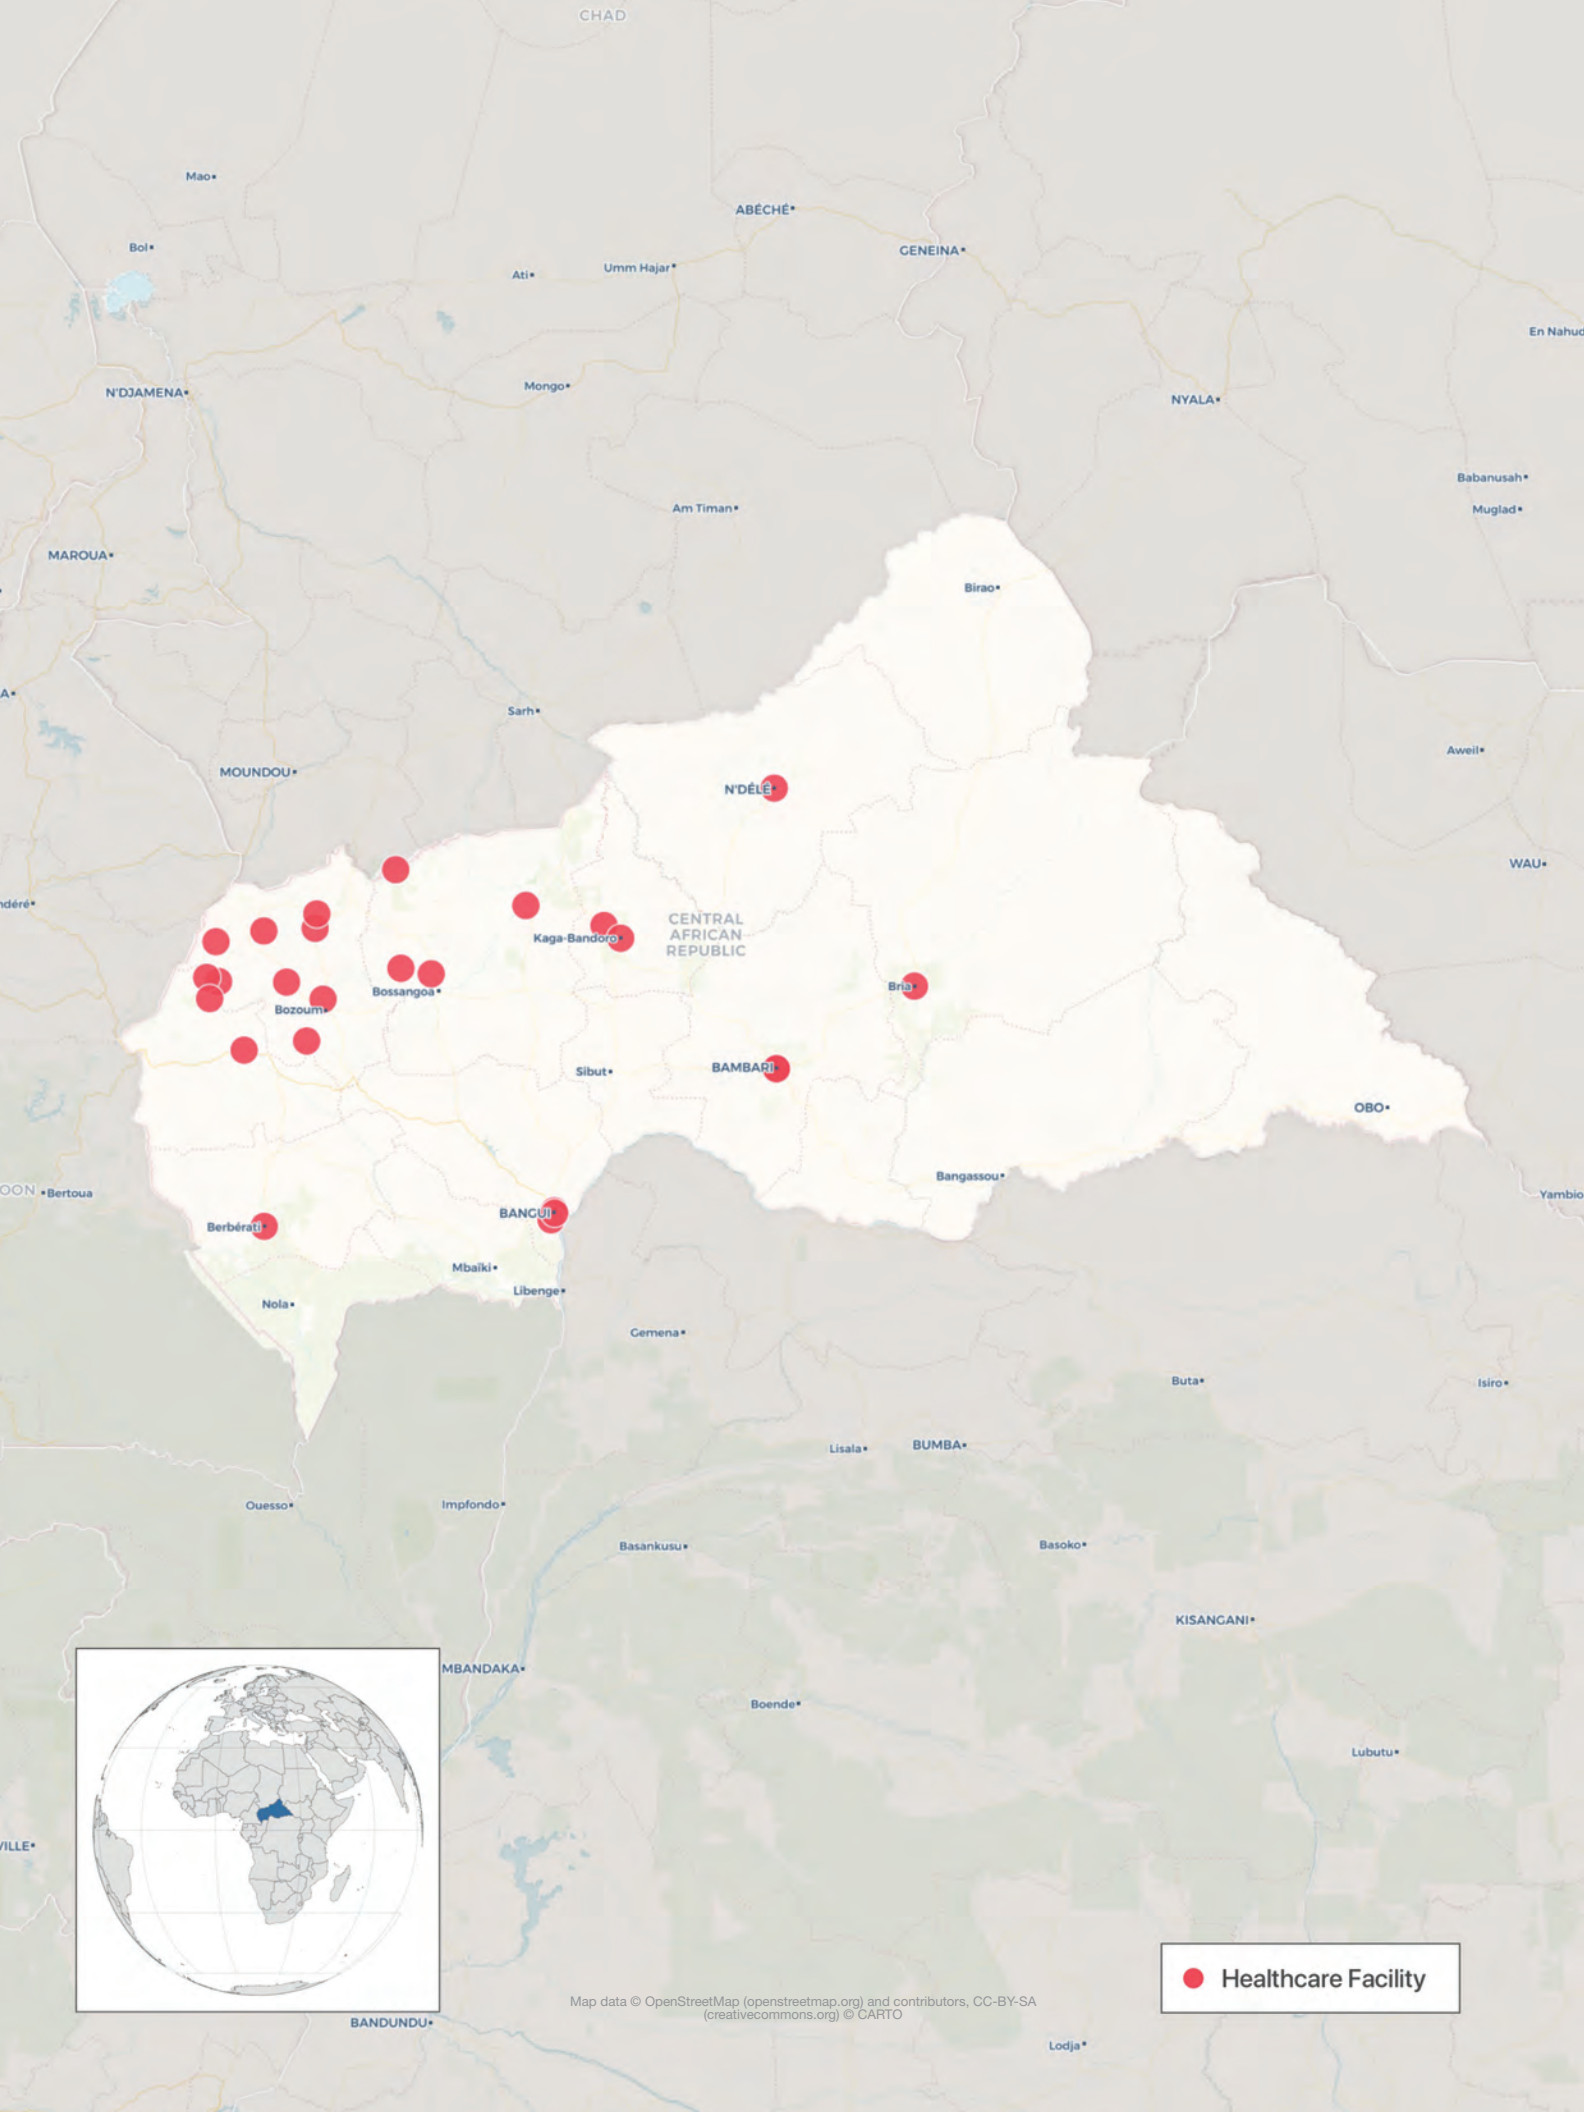 CHAD
Mao
ABÉCHÉ
Bol
GENEINA
Umm Hajar
Ati
En Nahud
Mongo
N'DJAMENA
NYALA
Babanusah
Am Timan
Muglad
MAROUA
Birao
A
Sarh
Aweil
MOUNDOU
N'DÉLÉ
WAU
ndéré
CENTRAL
AFRICAN
REPUBLIC
Kaga-Bandoro
Bria
Bossangoa
Bozoum
BAMBARI
Sibut
OBO
Bangassou
OON
Bertoua
Yambio
BANGUI
Berbérati
Mbaïki
Libenge
Nola
Gemena
Buta
Isiro
BUMBA
Lisala
Ouesso
Impfondo
Basankusu
Basoko
KISANGANI
MBANDAKA
Boende
Lubutu
VILLE
Healthcare Facility
Map data © OpenStreetMap (openstreetmap.org) and contributors, CC-BY-SA
(creativecommons.org) © CARTO
BANDUNDU
Lodja